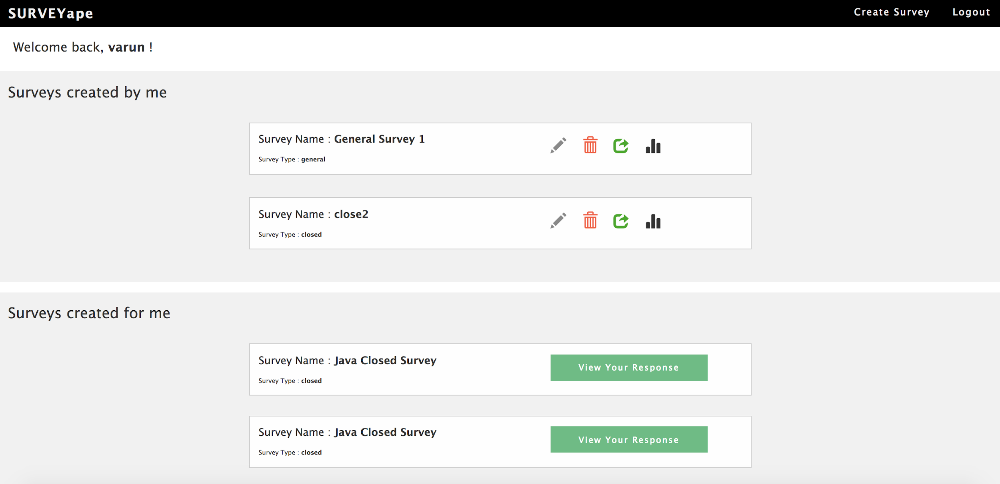 SURVEYape
Create Survey
Logout
Welcome back, varun !
Surveys created by me
Survey Name : General Survey 1
Survey Type : general
Survey Name : close2
Survey Type : closed
Surveys created for me
Survey Name : Java Closed Survey
View Your Response
Survey Type : closed
Survey Name : Java Closed Survey
View Your Response
Survey Type : closed